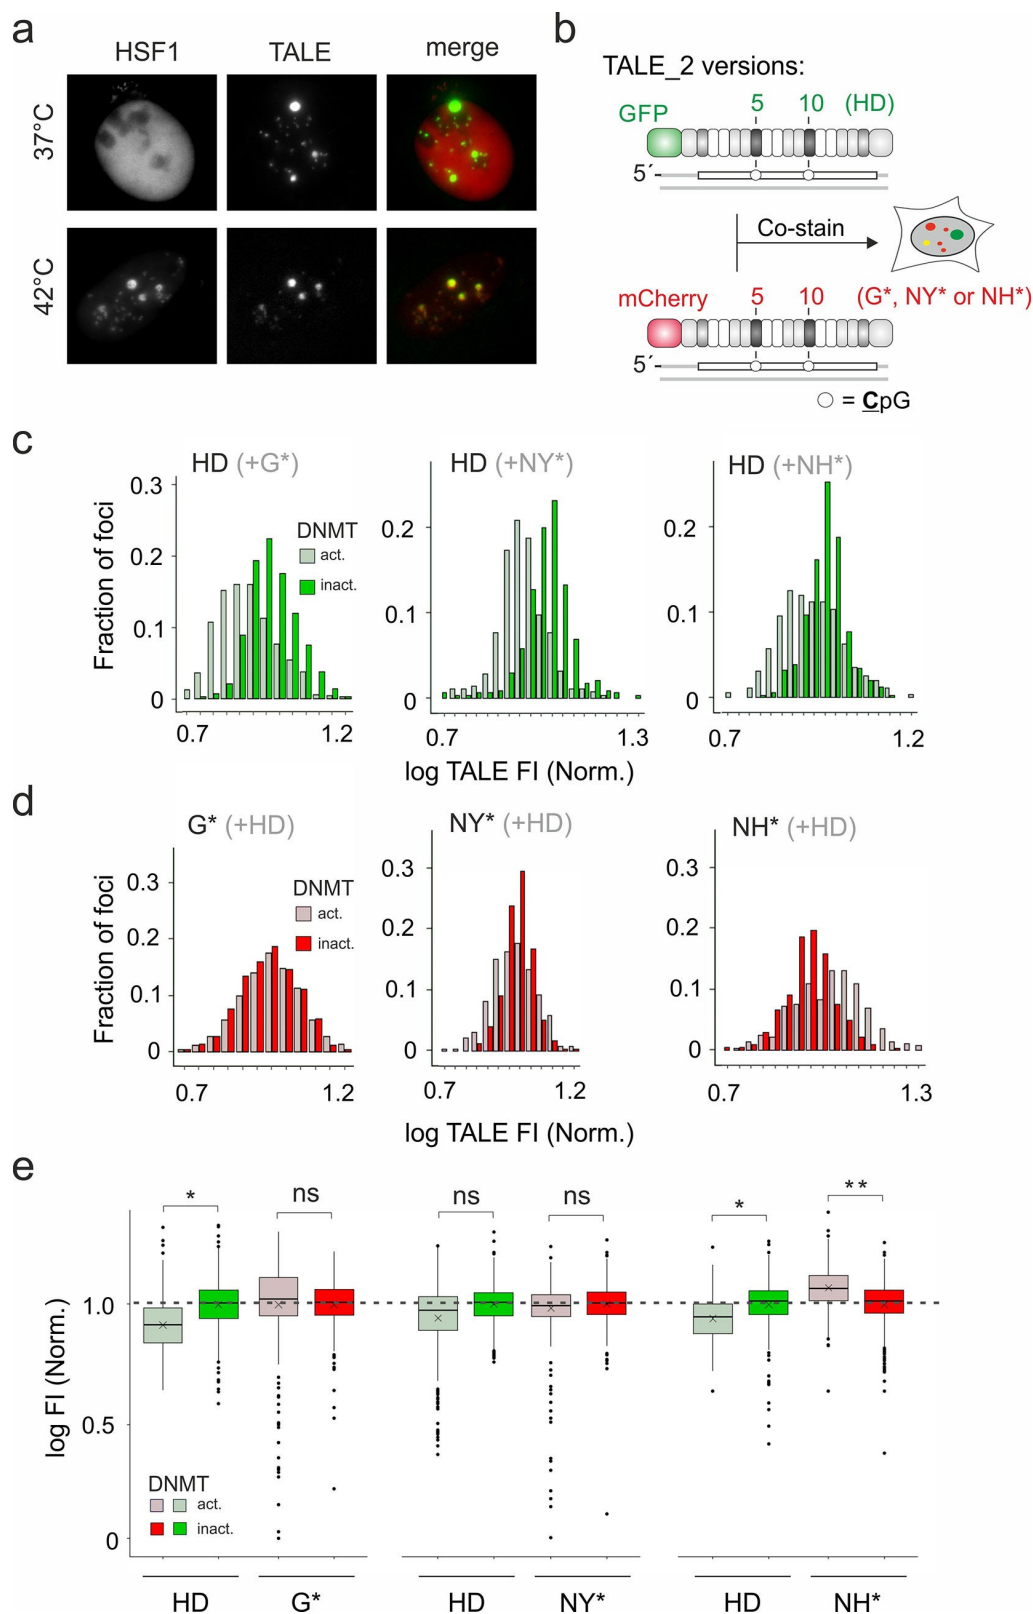 a
HSF1 TALE merge
37°C
42°C
b
TALE_2 versions:
GFP 5 10 (HD)
5´
Co-stain
mCherry 5 10 (G*, NY* or NH*)
5´
= CpG
c
HD (+G*) HD (+NY*) HD (+NH*)
Fraction of foci
0.3
0.2
0.1
0
DNMT
act.
inact.
0.7 1.2
0.2
0.1
0
0.7 1.3
0.2
0.1
0
0.7 1.2
log TALE FI (Norm.)
d
G* (+HD) NY* (+HD) NH* (+HD)
Fraction of foci
0.3
0.2
0.1
0
DNMT
act.
inact.
0.7 1.2
0.3
0.2
0.1
0
0.7 1.2
0.3
0.2
0.1
0
0.7 1.3
log TALE FI (Norm.)
e
* ns ns ns * **
log FI (Norm.)
1.0
0.5
0
DNMT
act.
inact.
HD G* HD NY* HD NH*